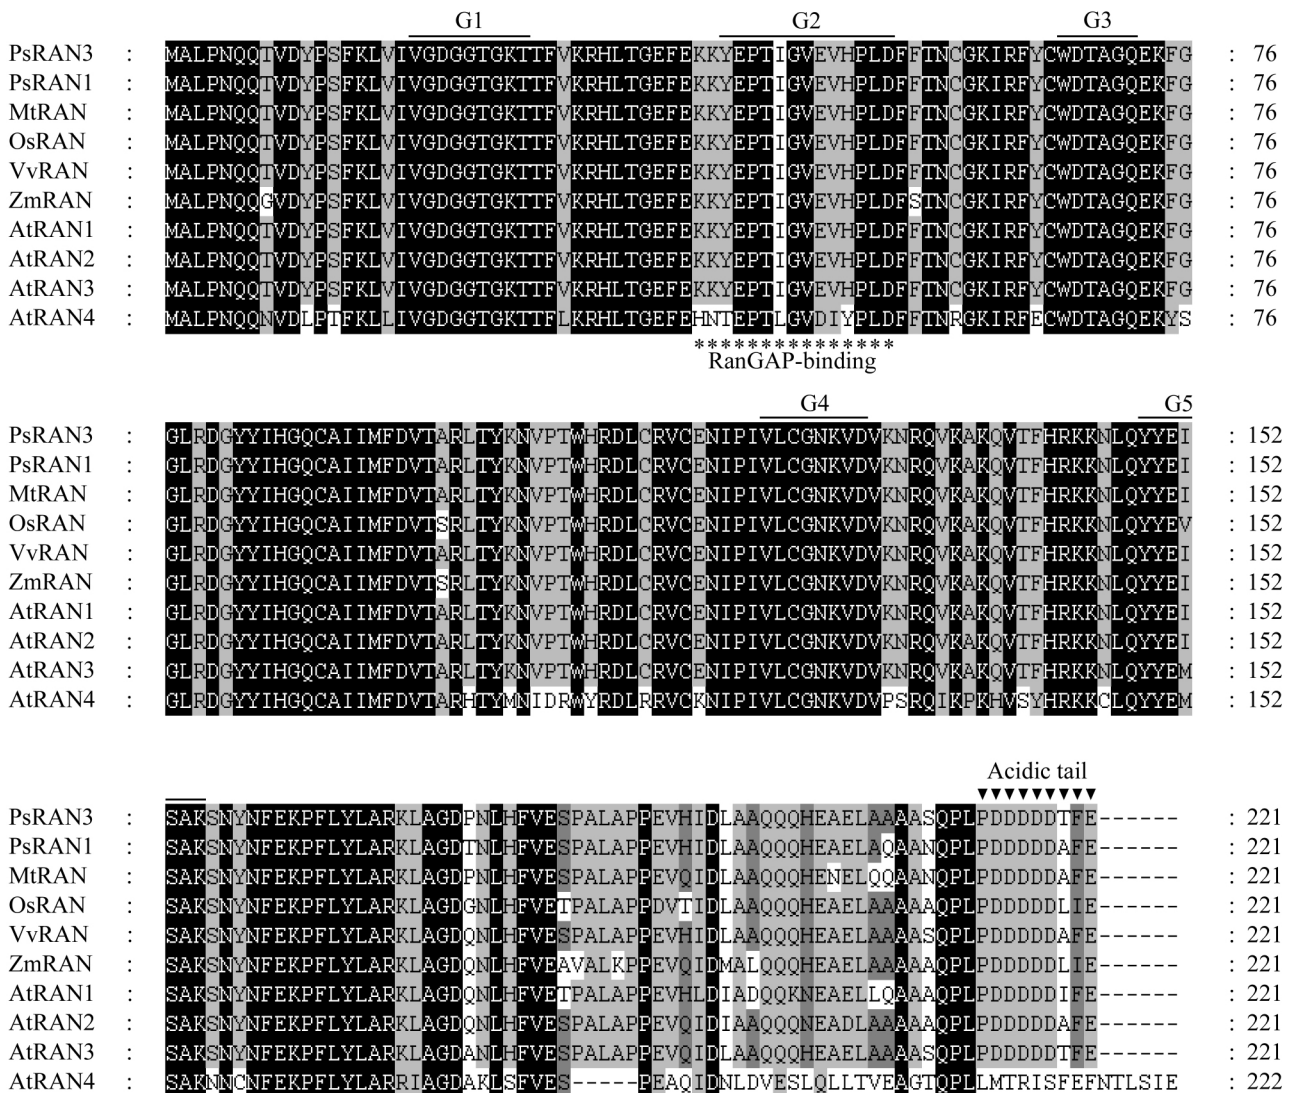 G1 G2 G3
PsRAN3 : MALPNQQTVDYPSFKLVIVGDGGTGKTTFVKRHLTGEFEKKYEPTIGVEVHPLDFFTNCGKIRFYCWDTAGQEKFG : 76
PsRAN1 : MALPNQQTVDYPSFKLVIVGDGGTGKTTFVKRHLTGEFEKKYEPTIGVEVHPLDFFTNCGKIRFYCWDTAGQEKFG : 76
MtRAN : MALPNQQTVDYPSFKLVIVGDGGTGKTTFVKRHLTGEFEKKYEPTIGVEVHPLDFFTNCGKIRFYCWDTAGQEKFG : 76
OsRAN : MALPNQQTVDYPSFKLVIVGDGGTGKTTFVKRHLTGEFEKKYEPTIGVEVHPLDFFTNCGKIRFYCWDTAGQEKFG : 76
VvRAN : MALPNQQTVDYPSFKLVIVGDGGTGKTTFVKRHLTGEFEKKYEPTIGVEVHPLDFFTNCGKIRFYCWDTAGQEKFG : 76
ZmRAN : MALPNQQGVDYPSFKLVIVGDGGTGKTTFVKRHLTGEFEKKYEPTIGVEVHPLDFSTNCGKIRFYCWDTAGQEKFG : 76
AtRAN1 : MALPNQQTVDYPSFKLVIVGDGGTGKTTFVKRHLTGEFEKKYEPTIGVEVHPLDFFTNCGKIRFYCWDTAGQEKFG : 76
AtRAN2 : MALPNQQTVDYPSFKLVIVGDGGTGKTTFVKRHLTGEFEKKYEPTIGVEVHPLDFFTNCGKIRFYCWDTAGQEKFG : 76
AtRAN3 : MALPNQQTVDYPSFKLVIVGDGGTGKTTFVKRHLTGEFEKKYEPTIGVEVHPLDFFTNCGKIRFYCWDTAGQEKFG : 76
AtRAN4 : MALPNQQNVDLPTFKLLIVGDGGTGKTTFLKRHLTGEFEHNTEPTLGVDIYPLDFFTNRGKIRFECWDTAGQEKYS : 76
***************
RanGAP-binding
G4 G5
PsRAN3 : GLRDGYYIHGQCAIIMFDVTARLTYKNVPTWHRDLCRVCENIPIVLCGNKVDVKNRQVKAKQVTFHRKKNLQYYEI : 152
PsRAN1 : GLRDGYYIHGQCAIIMFDVTARLTYKNVPTWHRDLCRVCENIPIVLCGNKVDVKNRQVKAKQVTFHRKKNLQYYEI : 152
MtRAN : GLRDGYYIHGQCAIIMFDVTARLTYKNVPTWHRDLCRVCENIPIVLCGNKVDVKNRQVKAKQVTFHRKKNLQYYEI : 152
OsRAN : GLRDGYYIHGQCAIIMFDVTSRLTYKNVPTWHRDLCRVCENIPIVLCGNKVDVKNRQVKAKQVTFHRKKNLQYYEV : 152
VvRAN : GLRDGYYIHGQCAIIMFDVTARLTYKNVPTWHRDLCRVCENIPIVLCGNKVDVKNRQVKAKQVTFHRKKNLQYYEI : 152
ZmRAN : GLRDGYYIHGQCAIIMFDVTSRLTYKNVPTWHRDLCRVCENIPIVLCGNKVDVKNRQVKAKQVTFHRKKNLQYYEI : 152
AtRAN1 : GLRDGYYIHGQCAIIMFDVTARLTYKNVPTWHRDLCRVCENIPIVLCGNKVDVKNRQVKAKQVTFHRKKNLQYYEI : 152
AtRAN2 : GLRDGYYIHGQCAIIMFDVTARLTYKNVPTWHRDLCRVCENIPIVLCGNKVDVKNRQVKAKQVTFHRKKNLQYYEI : 152
AtRAN3 : GLRDGYYIHGQCAIIMFDVTARLTYKNVPTWHRDLCRVCENIPIVLCGNKVDVKNRQVKAKQVTFHRKKNLQYYEM : 152
AtRAN4 : GLRDGYYIHGQCAIIMFDVTARHTYMNIDRWYRDLRRVCKNIPIVLCGNKVDVPSRQIKPKHVSYHRKKCLQYYEM : 152
Acidic tail
PsRAN3 : SAKSNYNFEKPFLYLARKLAGDPNLHFVESPALAPPEVHIDLAAQQQHEAELAAAASQPLPDDDDDTFE------ : 221
PsRAN1 : SAKSNYNFEKPFLYLARKLAGDTNLHFVESPALAPPEVHIDLAAQQQHEAELAQAANQPLPDDDDDAFE------ : 221
MtRAN : SAKSNYNFEKPFLYLARKLAGDPNLHFVESPALAPPEVQIDLAAQQQHENELQQAANQPLPDDDDDAFE------ : 221
OsRAN : SAKSNYNFEKPFLYLARKLAGDGNLHFVETPALAPPDVTIDLAAQQQHEAELAAAAAQPLPDDDDDLIE------ : 221
VvRAN : SAKSNYNFEKPFLYLARKLAGDQNLHFVESPALAPPEVHIDLAAQQQHEAELAAAASQPLPDDDDDAFE------ : 221
ZmRAN : SAKSNYNFEKPFLYLARKLAGDQNLHFVEAVALKPPEVQIDMALQQQHEAELAAAAAQPLPDDDDDLIE------ : 221
AtRAN1 : SAKSNYNFEKPFLYLARKLAGDQNLHFVETPALAPPEVHLDIADQQKNEAELLQAAAQPLPDDDDDIFE------ : 221
AtRAN2 : SAKSNYNFEKPFLYLARKLAGDQNLHFVESPALAPPEVQIDIAAQQQNEADLAAAAAQPLPDDDDDAFE------ : 221
AtRAN3 : SAKSNYNFEKPFLYLARKLAGDANLHFVESPALAPPEVQIDLAAQQQHEAELAAAASQPLPDDDDDTFE------ : 221
AtRAN4 : SAKNNCNFEKPFLYLARRIAGDAKLSFVES-----PEAQIDNLDVESLQLLTVEAGTQPLLMTRISFEFNTLSIE : 222